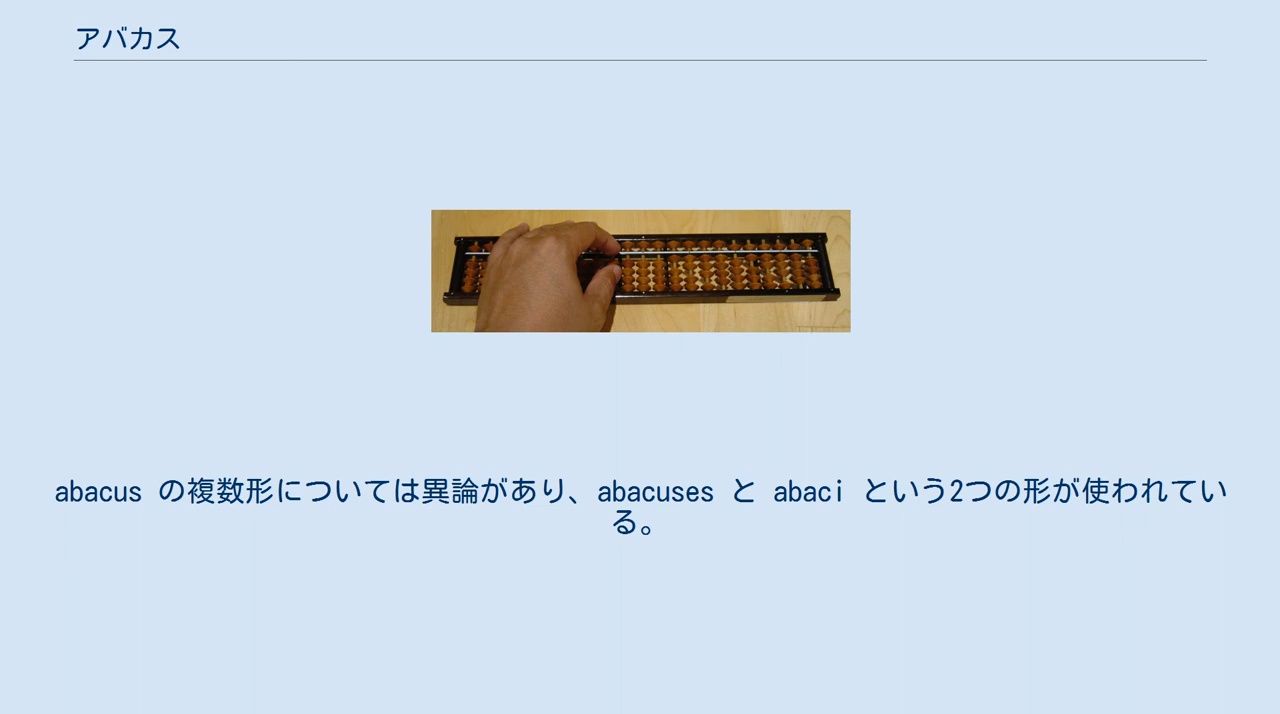 アバカス
abacus の複数形については異論があり、abacuses と abaci という2つの形が使われてい
る。